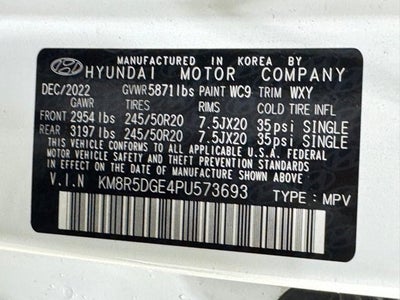 MANUFACTURED IN KOREA BY
HYUNDAI MOTOR COMPANY
DEC/2022 GVWR 5871lbs PAINT WC9 TRIM WXY
GAWR TIRES RIMS COLD TIRE INFL
FRONT 2954 lbs 245/50R20 7.5JX20 35psi SINGLE
REAR 3197 lbs 245/50R20 7.5JX20 35psi SINGLE
THIS VEHICLE CONFORMS TO ALL APPLICABLE U.S.A. FEDERAL
MOTOR VEHICLE SAFETY AND THEFT PREVENTION STANDARDS
IN EFFECT ON THE DATE OF MANUFACTURE SHOWN ABOVE.
V.I.N KM8R5DGE4PU573693 TYPE : MPV